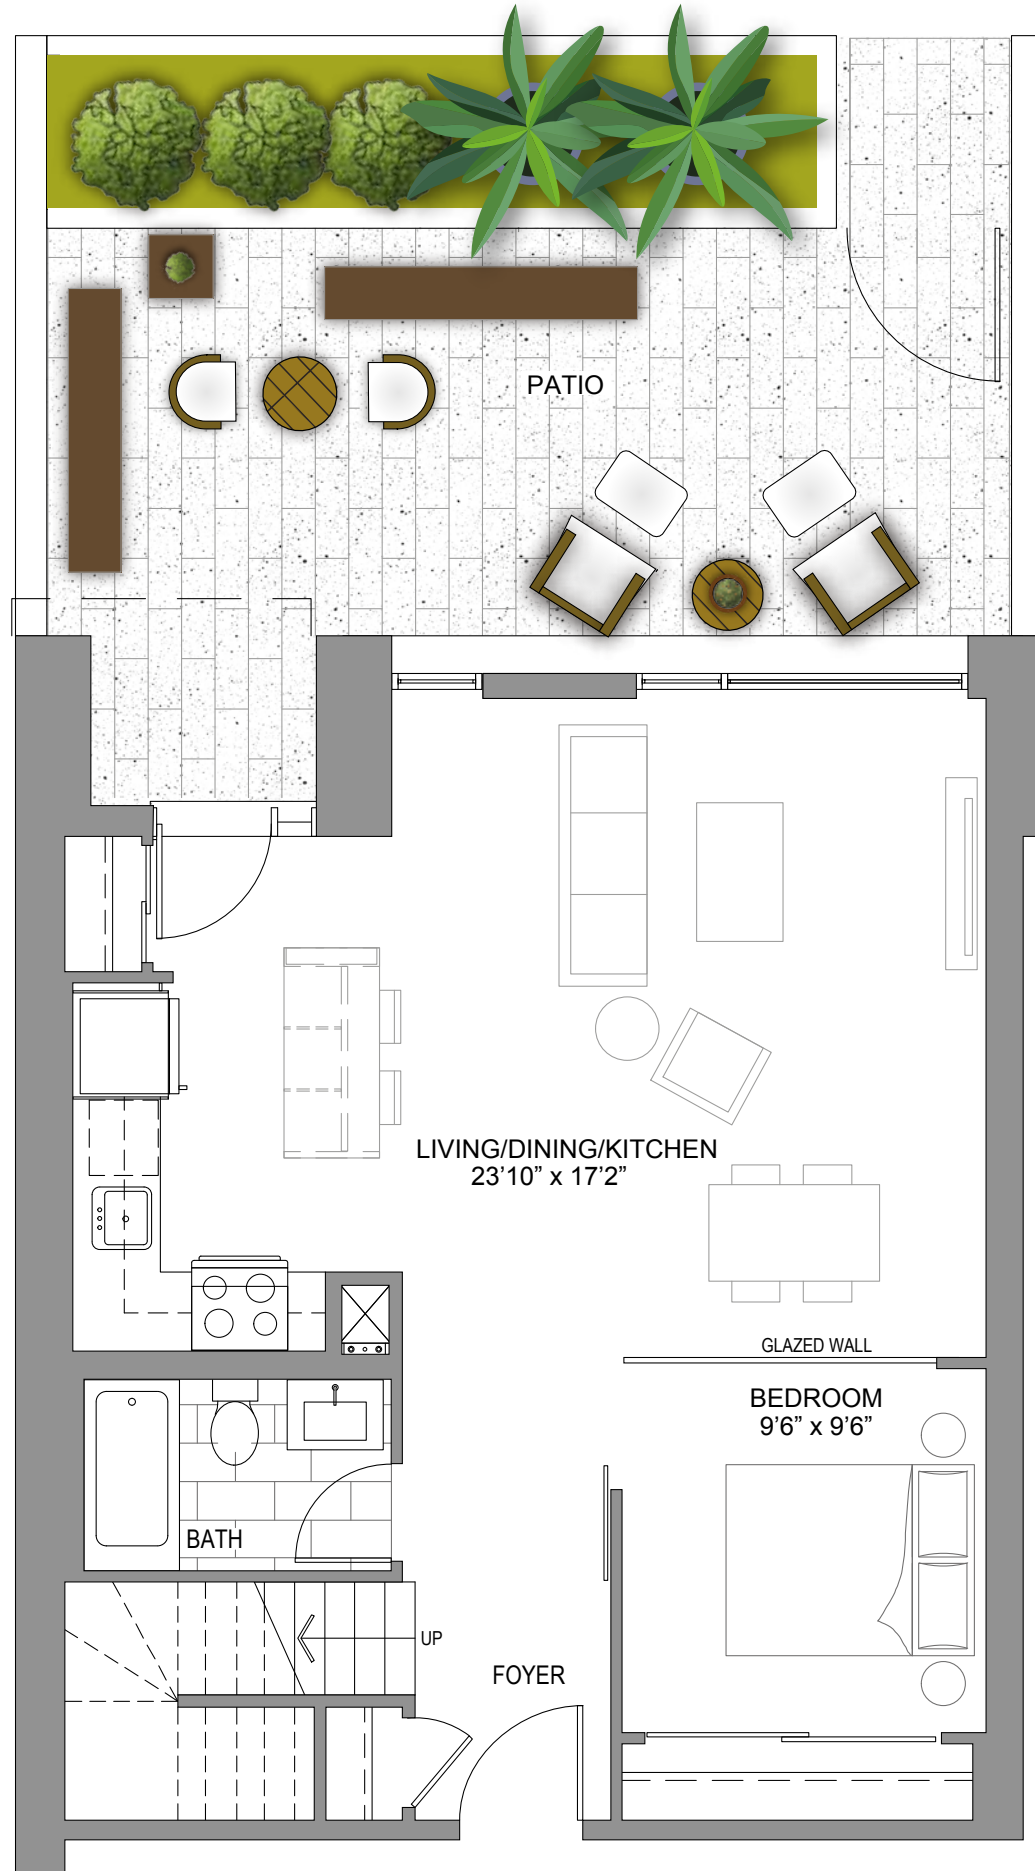 PATIO
LIVING/DINING/KITCHEN
23’10” x 17’2”
GLAZED WALL
BEDROOM
9’6” x 9’6”
BATH
UP
FOYER